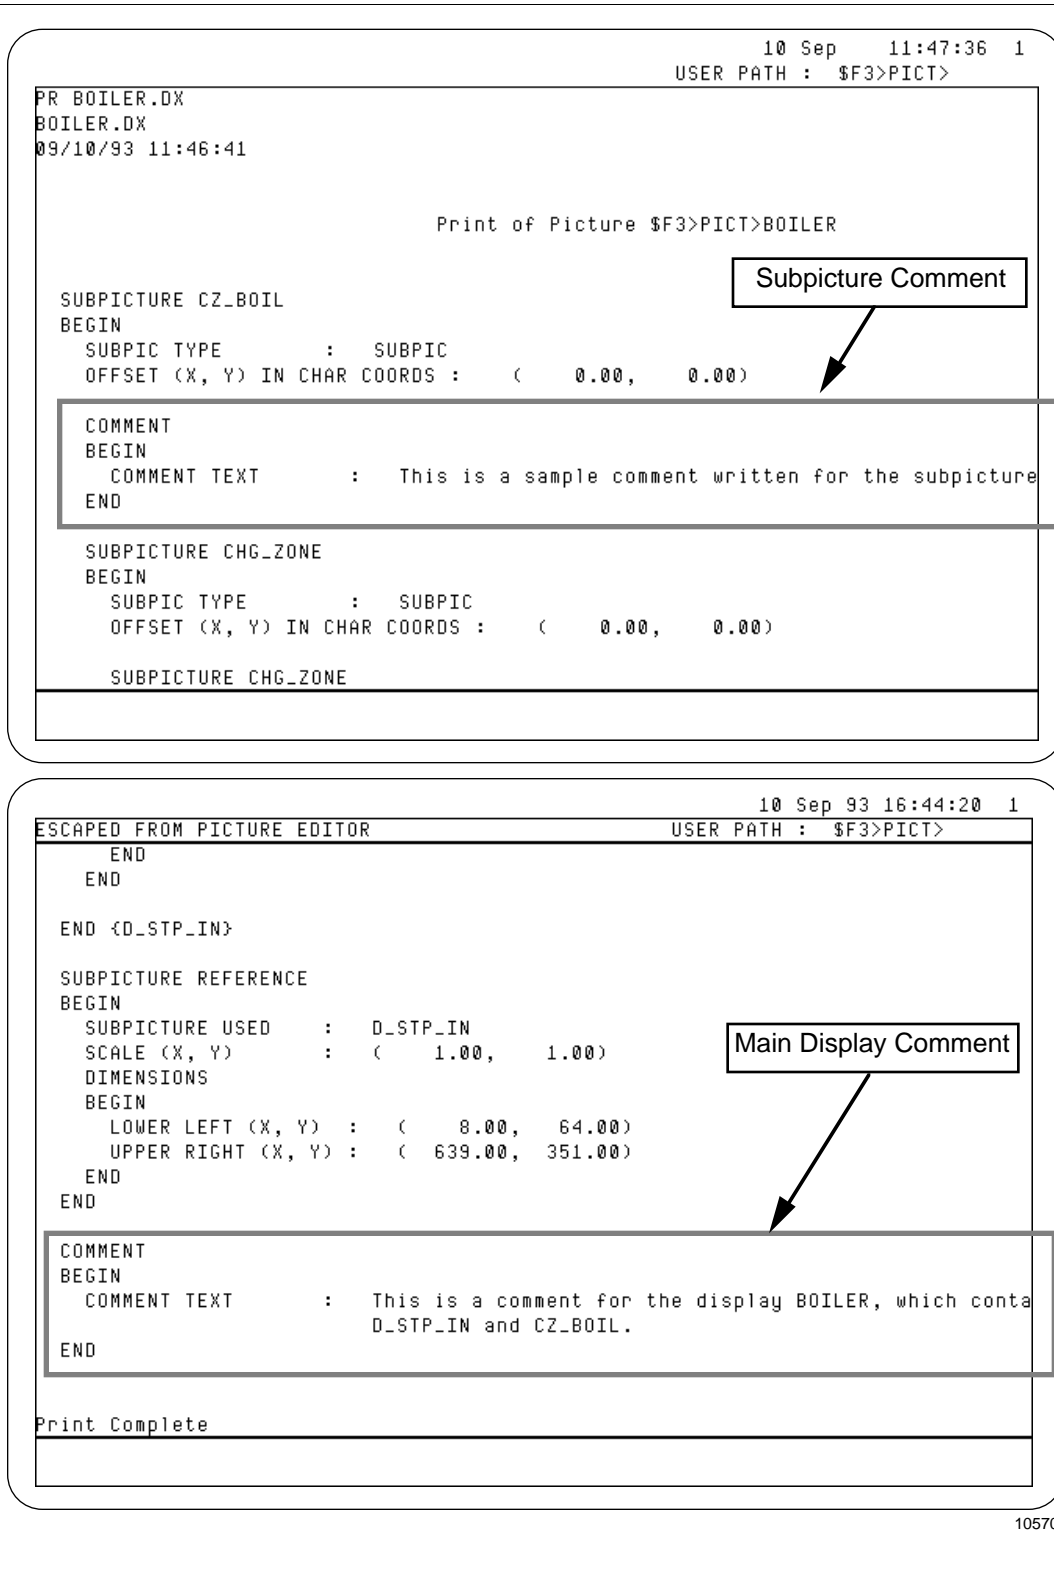 10 Sep    11:47:36  1
USER PATH :  $F3>PICT>
PR BOILER.DX
BOILER.DX
09/10/93 11:46:41
Print of Picture $F3>PICT>BOILER
Subpicture Comment
SUBPICTURE CZ_BOIL
BEGIN
SUBPIC TYPE        :   SUBPIC
OFFSET (X, Y) IN CHAR COORDS :    (    0.00,    0.00)
COMMENT
BEGIN
COMMENT TEXT       :   This is a sample comment written for the subpicture
END
SUBPICTURE CHG_ZONE
BEGIN
SUBPIC TYPE        :   SUBPIC
OFFSET (X, Y) IN CHAR COORDS :    (    0.00,    0.00)
SUBPICTURE CHG_ZONE
10 Sep 93 16:44:20  1
ESCAPED FROM PICTURE EDITOR                        USER PATH :  $F3>PICT>
END
END
END {D_STP_IN}
SUBPICTURE REFERENCE
BEGIN
SUBPICTURE USED    :   D_STP_IN
SCALE (X, Y)       :   (    1.00,    1.00)
Main Display Comment
DIMENSIONS
BEGIN
LOWER LEFT (X, Y)  :   (    8.00,   64.00)
UPPER RIGHT (X, Y) :   (  639.00,  351.00)
END
END
COMMENT
BEGIN
COMMENT TEXT       :   This is a comment for the display BOILER, which conta
D_STP_IN and CZ_BOIL.
END
Print Complete
10570